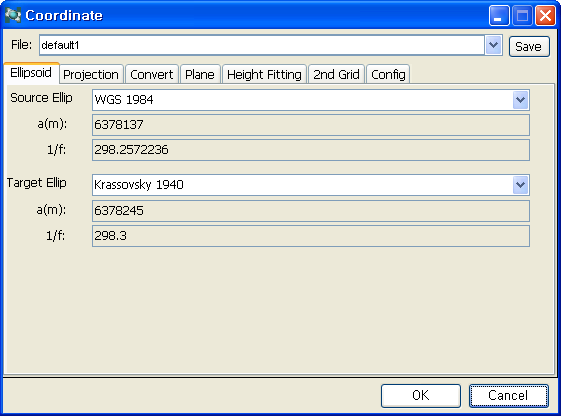 Coordinate
File: default1 Save
Ellipsoid Projection Convert Plane Height Fitting 2nd Grid Config
Source Ellip WGS 1984
a(m): 6378137
1/f: 298.2572236
Target Ellip Krassovsky 1940
a(m): 6378245
1/f: 298.3
OK Cancel